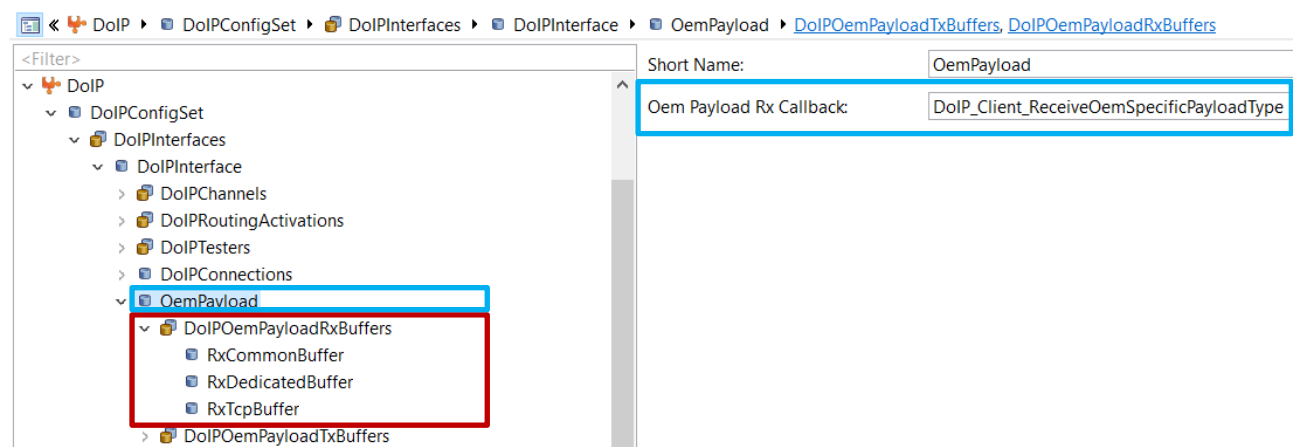 « DoIP ▸ DoIPConfigSet ▸ DoIPInterfaces ▸ DoIPInterface ▸ OemPayload ▸ DoIPOemPayloadTxBuffers, DoIPOemPayloadRxBuffers
<Filter>
DoIP
DoIPConfigSet
DoIPInterfaces
DoIPInterface
DoIPChannels
DoIPRoutingActivations
DoIPTesters
DoIPConnections
OemPayload
DoIPOemPayloadRxBuffers
RxCommonBuffer
RxDedicatedBuffer
RxTcpBuffer
DoIPOemPayloadTxBuffers
Short Name: OemPayload
Oem Payload Rx Callback: DoIP_Client_ReceiveOemSpecificPayloadType